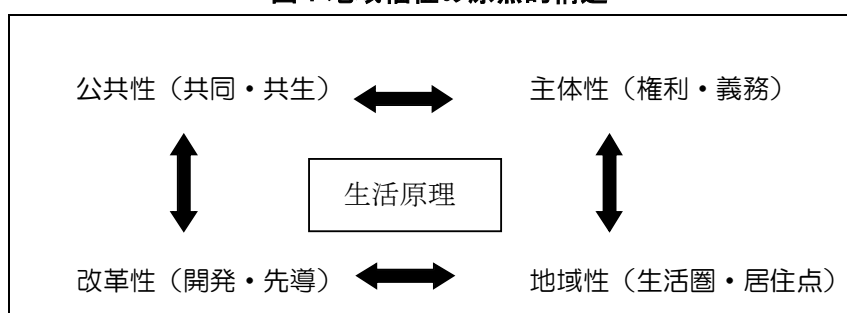 公共性（共同・共生）
主体性（権利・義務）
生活原理
改革性（開発・先導）
地域性（生活圏・居住点）